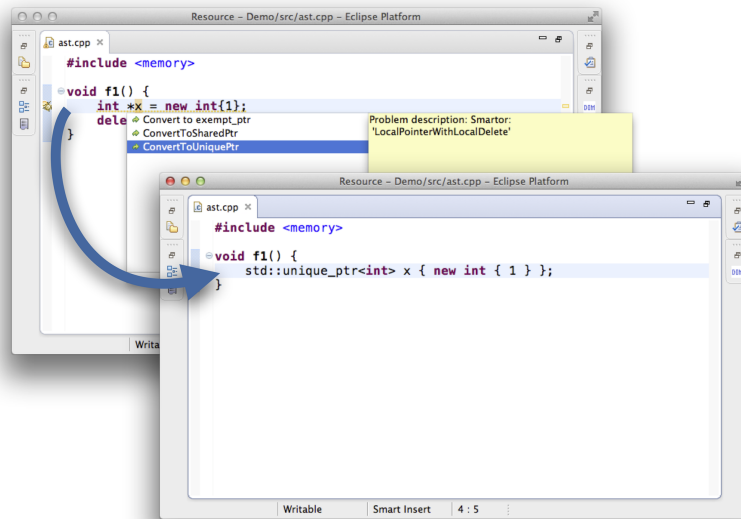 Resource – Demo/src/ast.cpp – Eclipse Platform
ast.cpp
#include <memory>
void f1() {
int *x = new int{1};
dele
}
Convert to exempt_ptr
ConvertToSharedPtr
ConvertToUniquePtr
Problem description: Smartor:
'LocalPointerWithLocalDelete'
Writa
Resource – Demo/src/ast.cpp – Eclipse Platform
ast.cpp
#include <memory>
void f1() {
std::unique_ptr<int> x { new int { 1 } };
}
Writable
Smart Insert
4 : 5